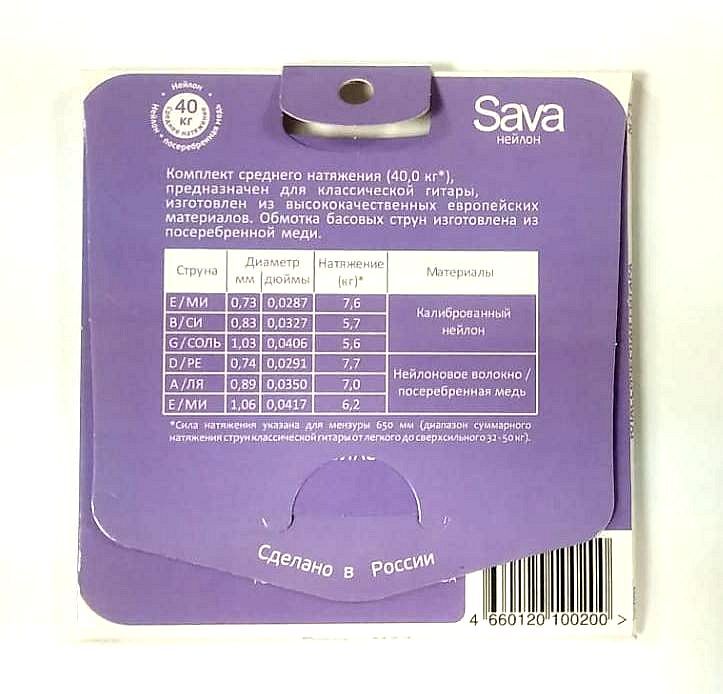 Нейлон
Нейлон • посеребренная медь
40
кг
Среднее натяжение
Sava
нейлон
Комплект среднего натяжения (40,0 кг*),
предназначен для классической гитары,
изготовлен из высококачественных европейских
материалов. Обмотка басовых струн изготовлена из
посеребренной меди.
Струна Диаметр Натяжение Материалы
мм дюймы (кг)*
E/МИ 0,73 0,0287 7,6 Калиброванный
B/СИ 0,83 0,0327 5,7 нейлон
G/СОЛЬ 1,03 0,0406 5,6
D/РЕ 0,74 0,0291 7,7 Нейлоновое волокно /
A/ЛЯ 0,89 0,0350 7,0 посеребренная медь
E/МИ 1,06 0,0417 6,2
*Сила натяжения указана для мензуры 650 мм (диапазон суммарного
натяжения струн классической гитары от легкого до сверхсильного 32-50 кг).
Сделано в России
4 660120 100200 >